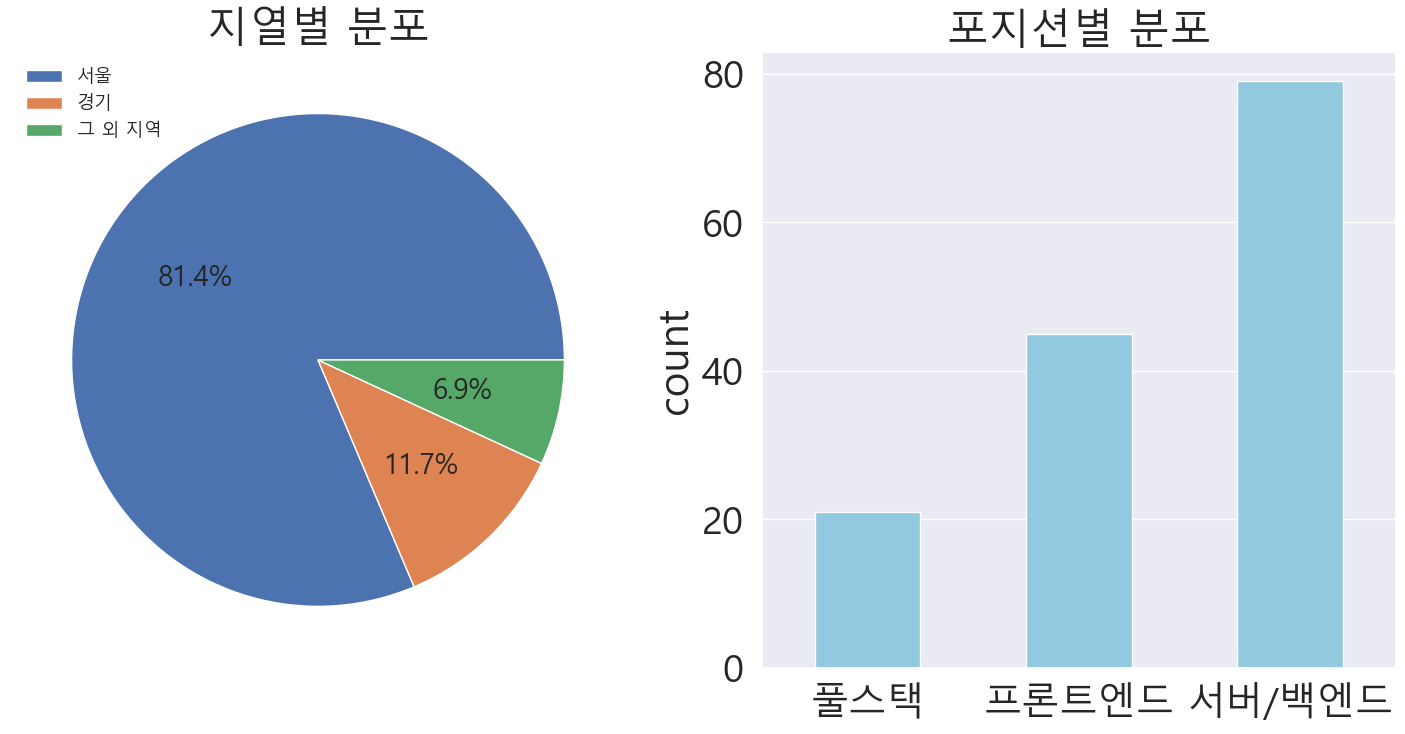 지열별 분포
서울
경기
그 외 지역
81.4%
6.9%
11.7%
포지션별 분포
80
60
40
20
0
count
풀스택
프론트엔드
서버/백엔드